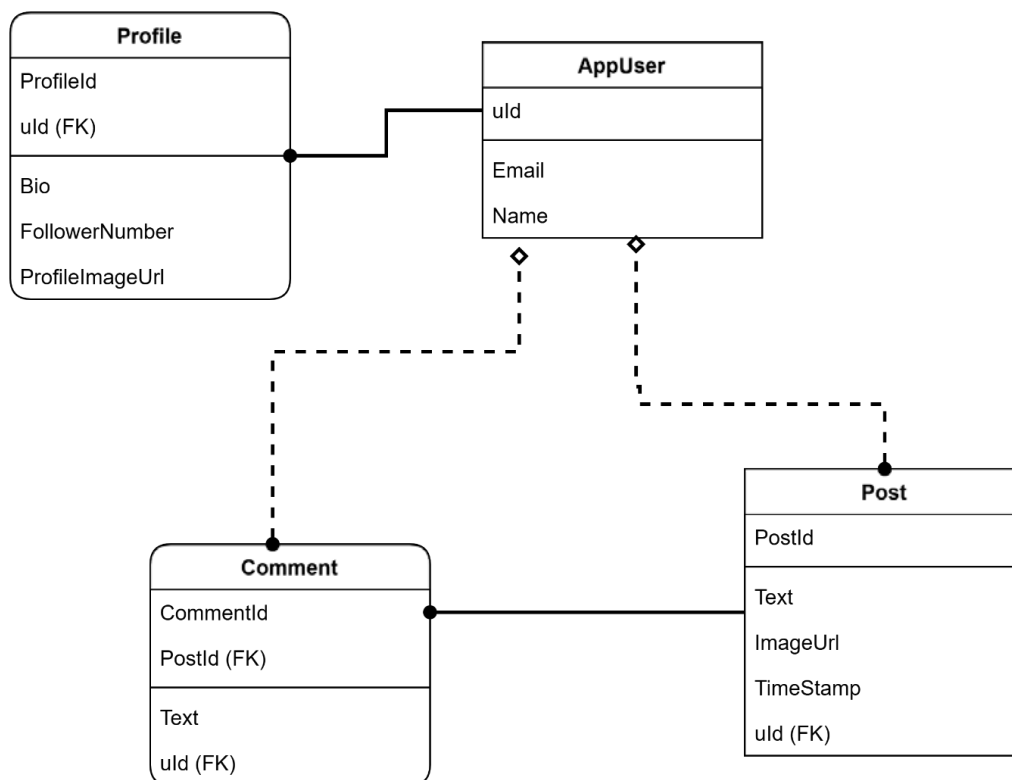 Profile
ProfileId
uId (FK)
Bio
FollowerNumber
ProfileImageUrl
AppUser
uId
Email
Name
Comment
CommentId
PostId (FK)
Text
uId (FK)
Post
PostId
Text
ImageUrl
TimeStamp
uId (FK)